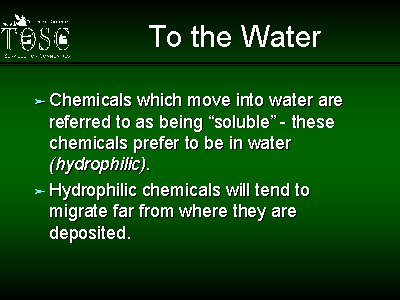 TOSC
To the Water
➤ Chemicals which move into water are
referred to as being “soluble” - these
chemicals prefer to be in water
(hydrophilic).
➤ Hydrophilic chemicals will tend to
migrate far from where they are
deposited.